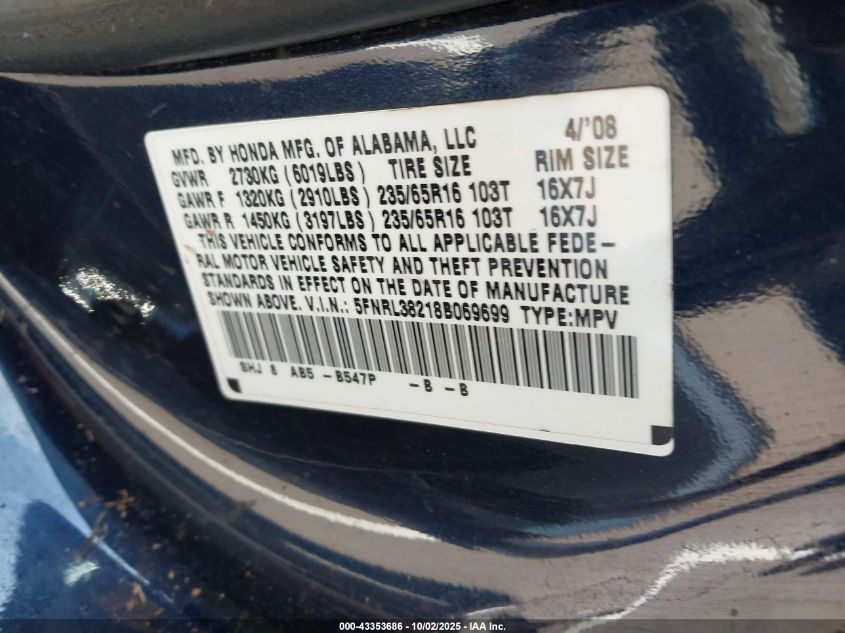 MFD. BY HONDA MFG. OF ALABAMA, LLC 4/'08
GVWR 2730KG (6019LBS) TIRE SIZE RIM SIZE
GAWR F 1320KG (2910LBS) 235/65R16 103T 16X7J
GAWR R 1450KG (3197LBS) 235/65R16 103T 16X7J
THIS VEHICLE CONFORMS TO ALL APPLICABLE FEDE-
RAL MOTOR VEHICLE SAFETY AND THEFT PREVENTION
STANDARDS IN EFFECT ON THE DATE OF MANUFACTURE
SHOWN ABOVE. V.I.N.: 5FNRL38218B069699 TYPE:MPV
SHJ 8 AB5 -B547P -B -B
000-43353686 - 10/02/2025 - IAA Inc.